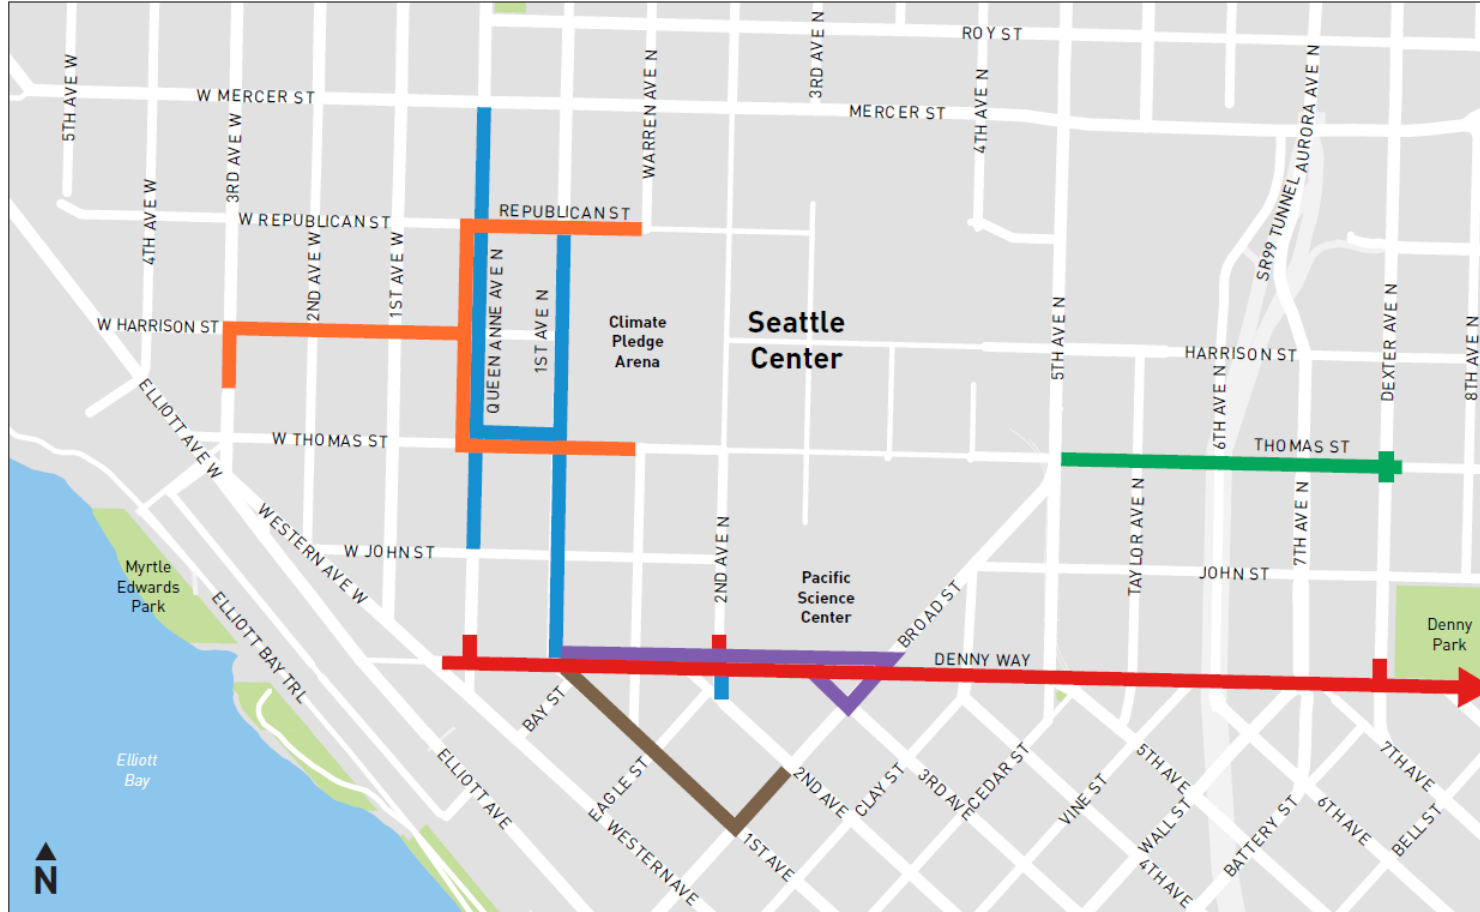 ROY ST
5TH AVE W
W MERCER ST
3RD AVE W
WARREN AVE N
3RD AVE N
MERCER ST
4TH AVE N
SR99 TUNNEL
AURORA AVE N
4TH AVE W
W REPUBLICAN ST
REPUBLICAN ST
2ND AVE W
1ST AVE W
QUEEN ANNE AVE N
1ST AVE N
W HARRISON ST
Climate
Pledge
Arena
Seattle
Center
5TH AVE N
HARRISON ST
6TH AVE N
DEXTER AVE N
8TH AVE N
ELLIOTT AVE W
W THOMAS ST
THOMAS ST
7TH AVE N
TAYLOR AVE N
WESTERN AVE W
W JOHN ST
2ND AVE N
JOHN ST
Myrtle
Edwards
Park
ELLIOTT BAY TRL
Pacific
Science
Center
BROAD ST
Denny
Park
DENNY WAY
BAY ST
Elliott
Bay
ELLIOTT AVE
EAGLE ST
WESTERN AVE
1ST AVE
2ND AVE
CLAY ST
3RD AVE
CEDAR ST
VINE ST
5TH AVE
WALL ST
4TH AVE
BATTERY ST
6TH AVE
7TH AVE
BELL ST
N